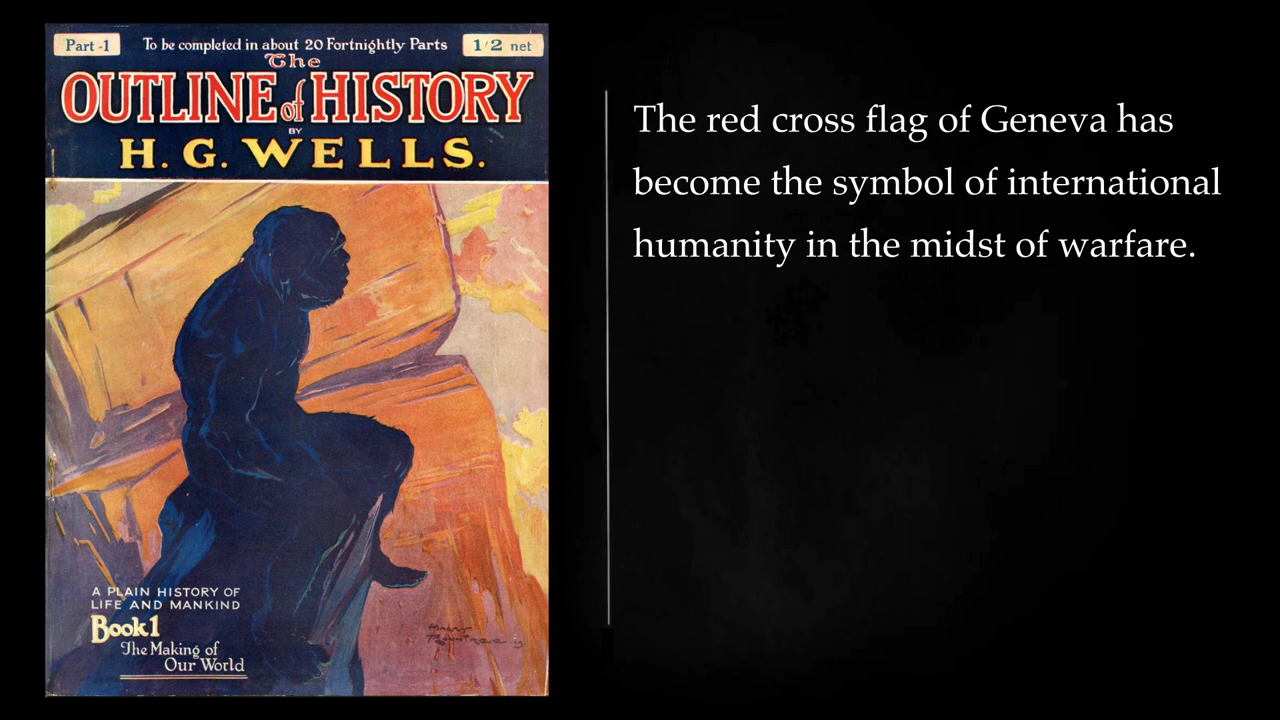 Part -1
To be completed in about 20 Fortnightly Parts
1/2 net
The
OUTLINE of HISTORY
BY
H. G. WELLS.
A PLAIN HISTORY OF
LIFE AND MANKIND
Book 1
The Making of
Our World
The red cross flag of Geneva has
become the symbol of international
humanity in the midst of warfare.